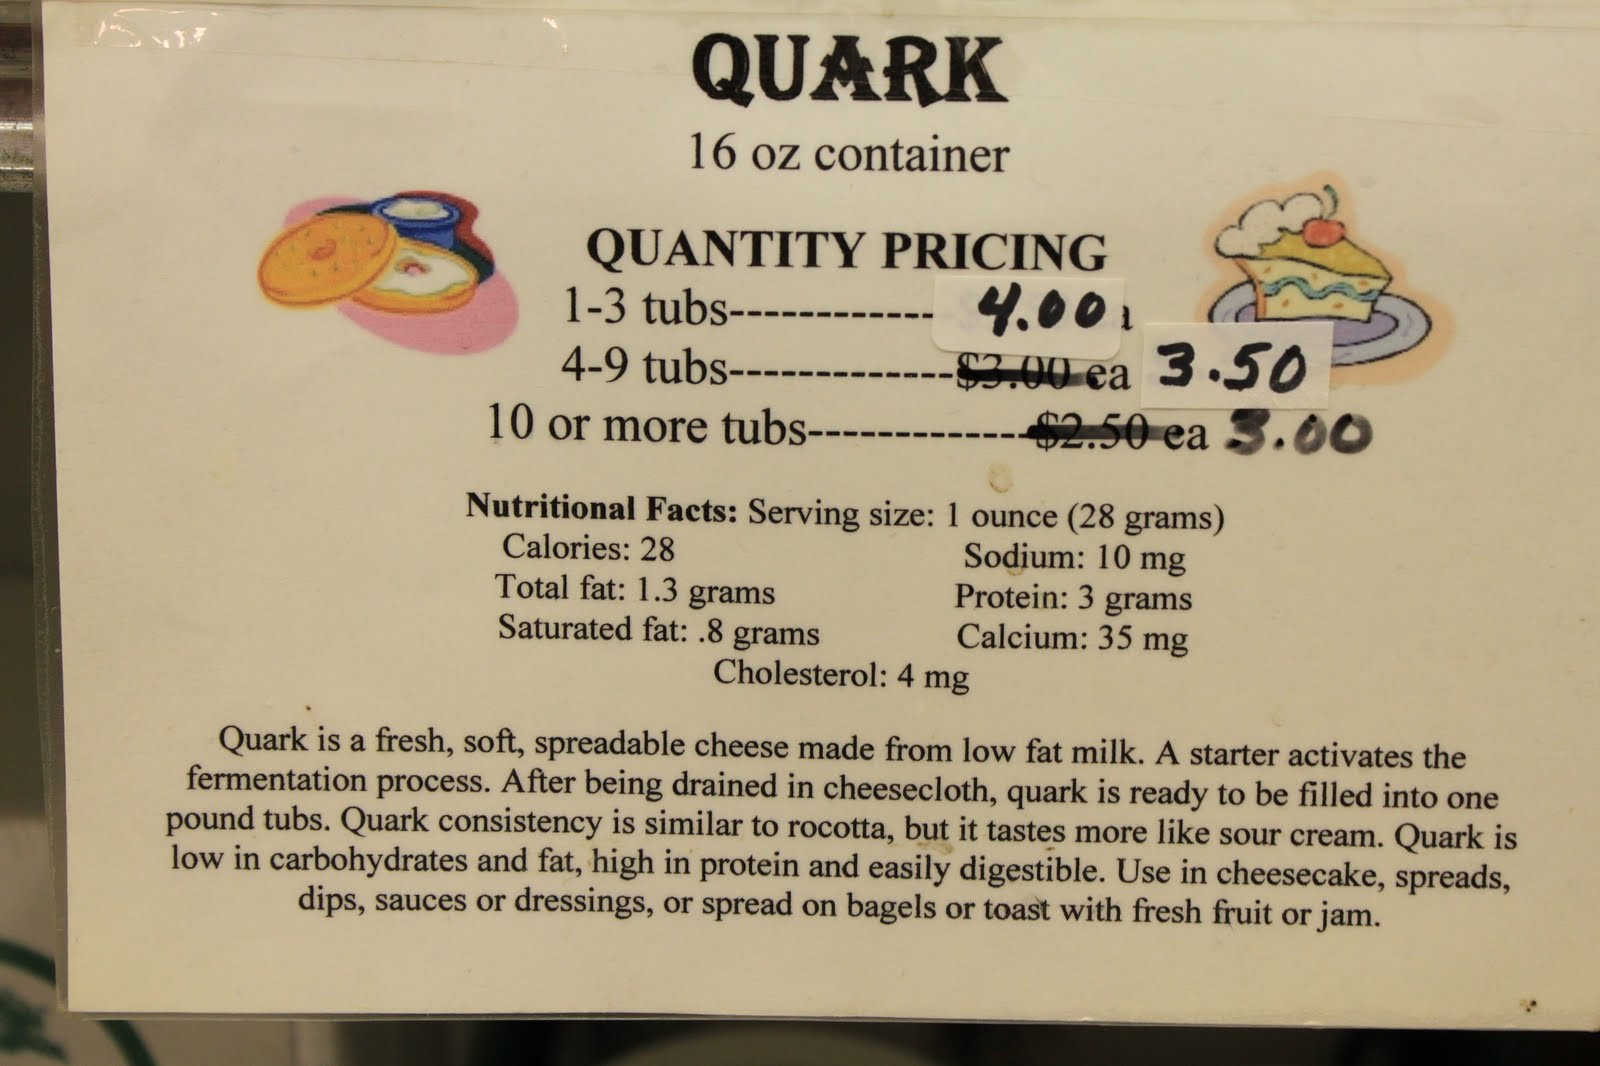 QUARK
16 oz container
QUANTITY PRICING
1-3 tubs------------- 4.00
4-9 tubs-------------$3.00 ea 3.50
10 or more tubs-------------$2.50 ea 3.00
Nutritional Facts: Serving size: 1 ounce (28 grams)
Calories: 28 Sodium: 10 mg
Total fat: 1.3 grams Protein: 3 grams
Saturated fat: .8 grams Calcium: 35 mg
Cholesterol: 4 mg
Quark is a fresh, soft, spreadable cheese made from low fat milk. A starter activates the
fermentation process. After being drained in cheesecloth, quark is ready to be filled into one
pound tubs. Quark consistency is similar to rocotta, but it tastes more like sour cream. Quark is
low in carbohydrates and fat, high in protein and easily digestible. Use in cheesecake, spreads,
dips, sauces or dressings, or spread on bagels or toast with fresh fruit or jam.